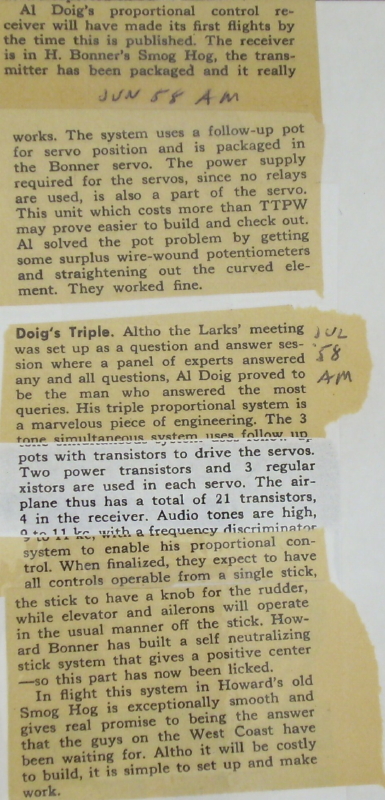 Al Doig's proportional control re-
ceiver will have made its first flights by
the time this is published. The receiver
is in H. Bonner's Smog Hog, the trans-
mitter has been packaged and it really
JUN 58 AM
works. The system uses a follow-up pot
for servo position and is packaged in
the Bonner servo. The power supply
required for the servos, since no relays
are used, is also a part of the servo.
This unit which costs more than TTPW
may prove easier to build and check out.
Al solved the pot problem by getting
some surplus wire-wound potentiometers
and straightening out the curved ele-
ment. They worked fine.
Doig's Triple. Altho the Larks' meeting
was set up as a question and answer ses-
sion where a panel of experts answered
any and all questions, Al Doig proved to
be the man who answered the most
queries. His triple proportional system is
a marvelous piece of engineering. The 3
tone simultaneous system uses follow up
pots with transistors to drive the servos.
Two power transistors and 3 regular
xistors are used in each servo. The air-
plane thus has a total of 21 transistors,
4 in the receiver. Audio tones are high,
9 to 11 kc, with a frequency discriminator
system to enable his proportional con-
trol. When finalized, they expect to have
all controls operable from a single stick,
the stick to have a knob for the rudder,
while elevator and ailerons will operate
in the usual manner off the stick. How-
ard Bonner has built a self neutralizing
stick system that gives a positive center
—so this part has now been licked.
In flight this system in Howard's old
Smog Hog is exceptionally smooth and
gives real promise to being the answer
that the guys on the West Coast have
been waiting for. Altho it will be costly
to build, it is simple to set up and make
work.
JUL
'58
AM